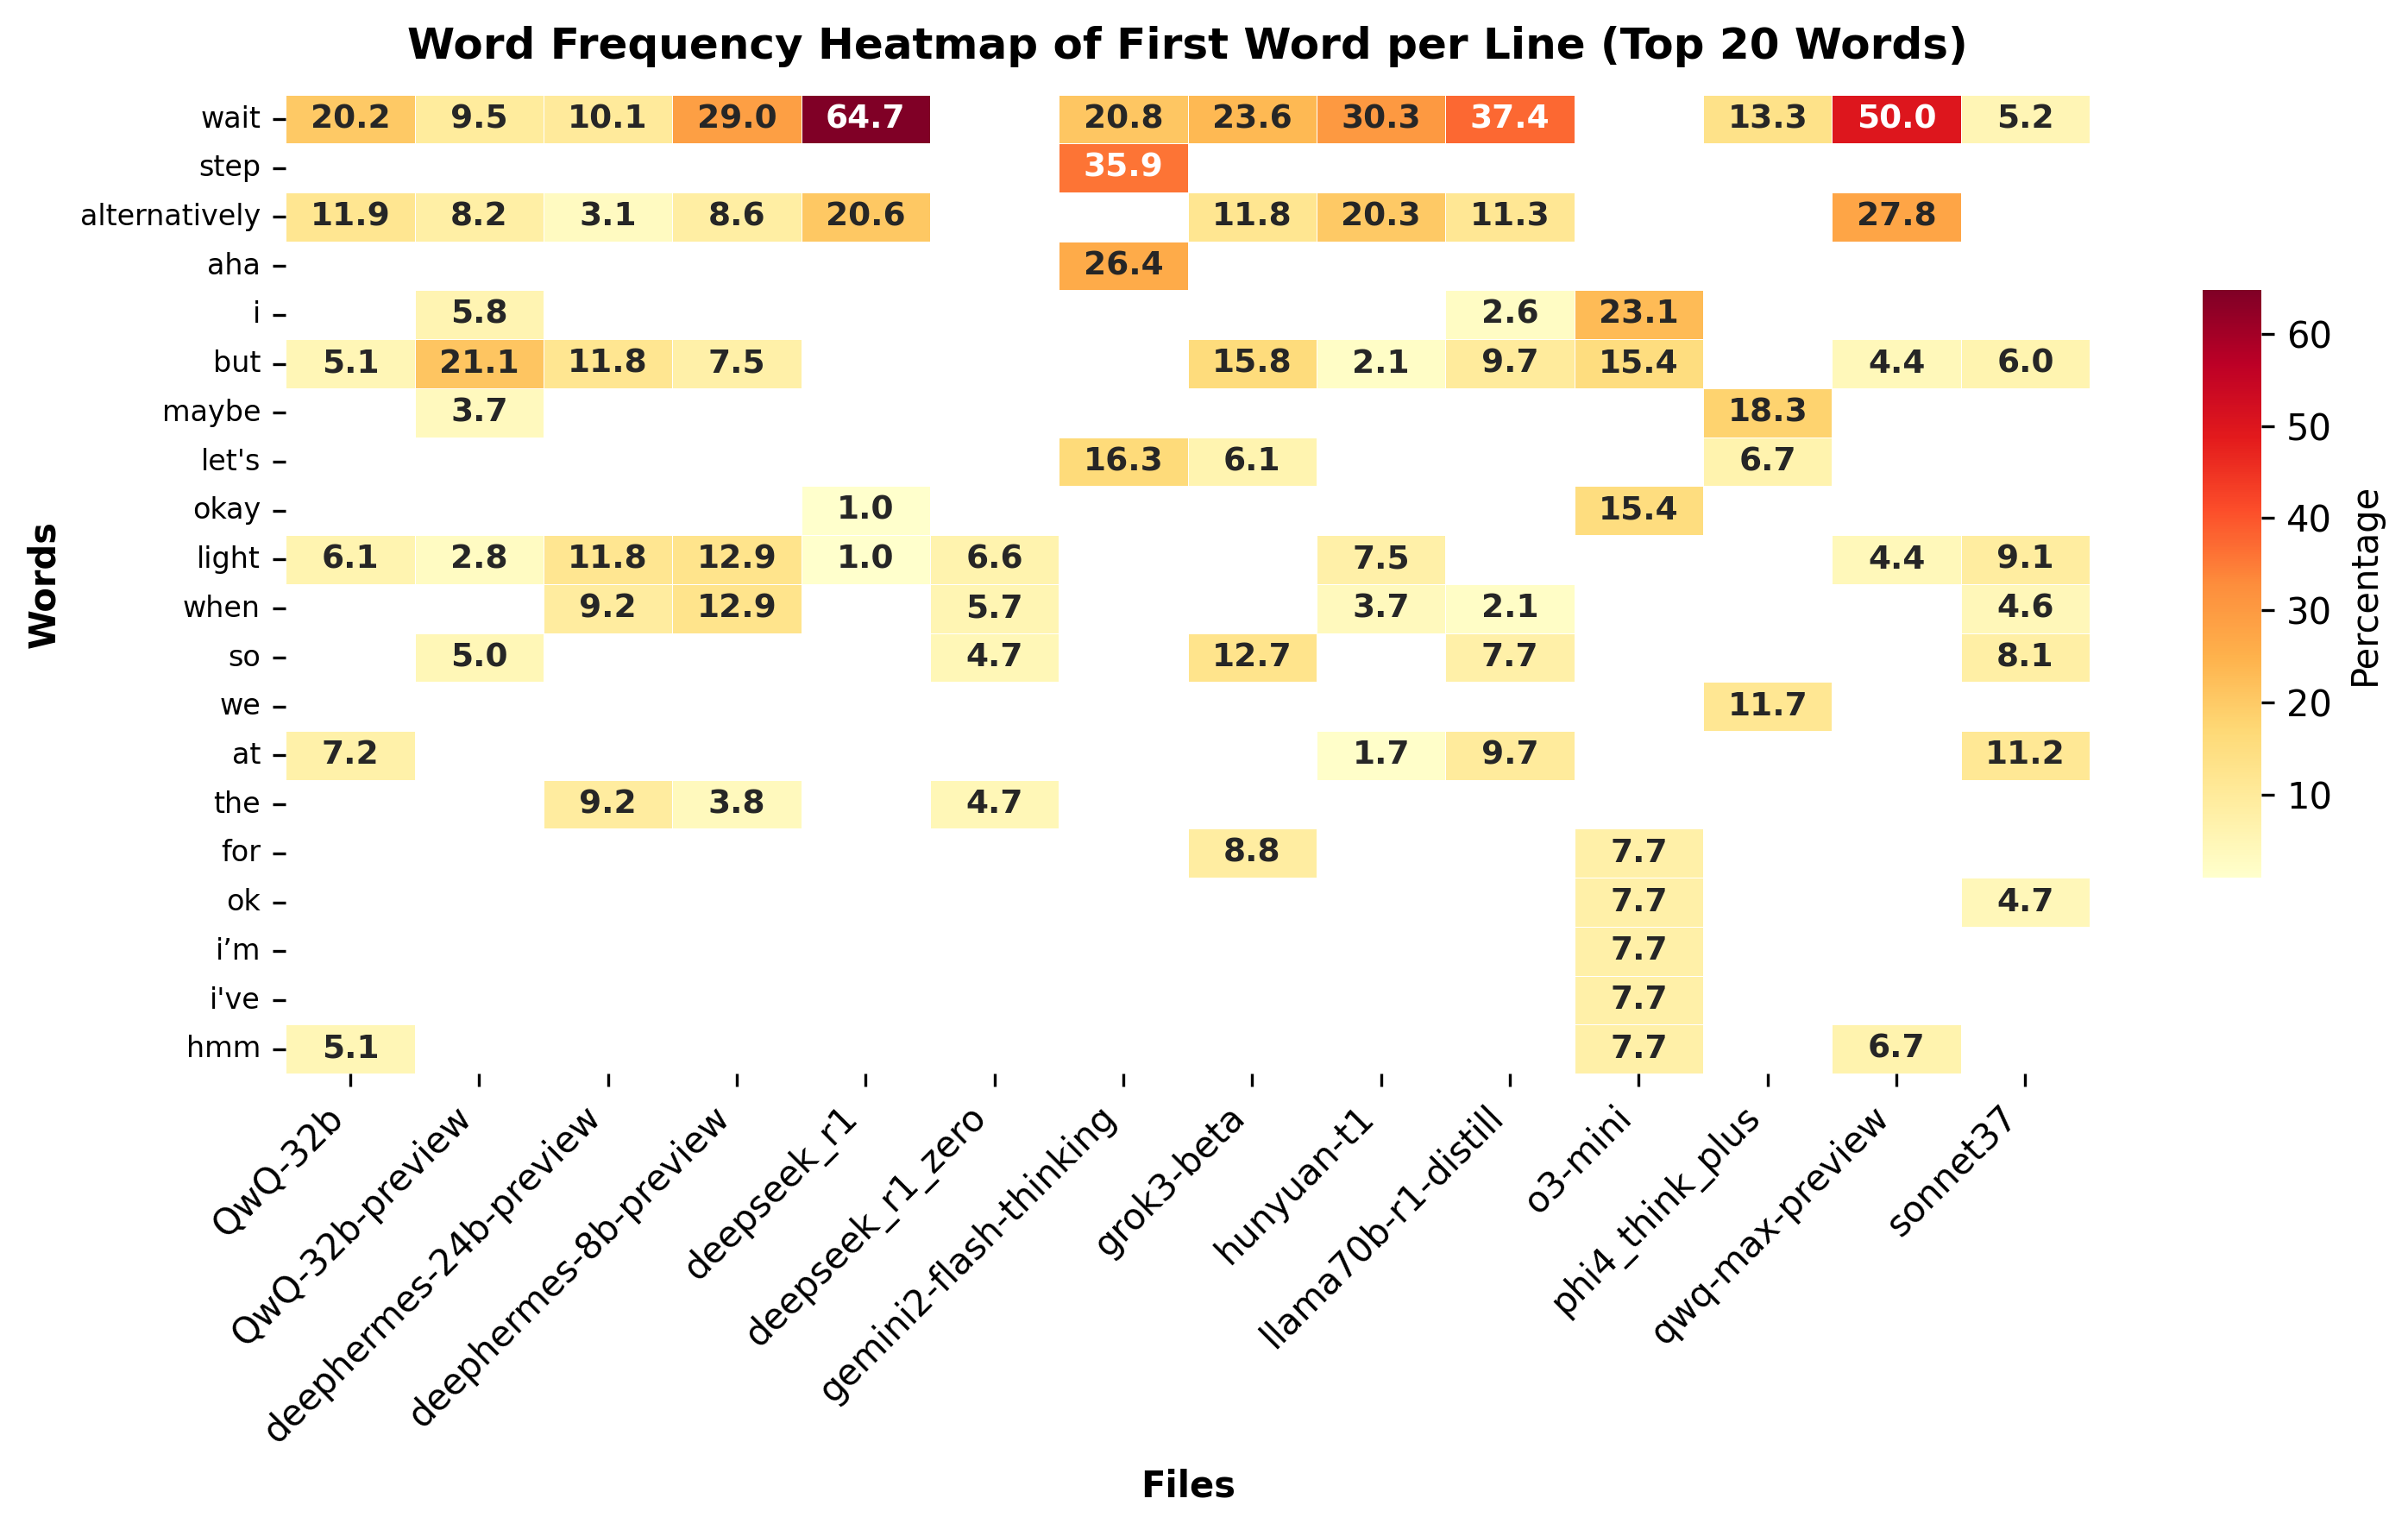 Word Frequency Heatmap of First Word per Line (Top 20 Words)
wait 20.2 9.5 10.1 29.0 64.7 20.8 23.6 30.3 37.4 13.3 50.0 5.2
step 35.9
alternatively 11.9 8.2 3.1 8.6 20.6 11.8 20.3 11.3 27.8
aha 26.4
i 5.8 2.6 23.1
but 5.1 21.1 11.8 7.5 15.8 2.1 9.7 15.4 4.4 6.0
maybe 3.7 18.3
let's 16.3 6.1 6.7
okay 1.0 15.4
light 6.1 2.8 11.8 12.9 1.0 6.6 7.5 4.4 9.1
when 9.2 12.9 5.7 3.7 2.1 4.6
so 5.0 4.7 12.7 7.7 8.1
we 11.7
at 7.2 1.7 9.7 11.2
the 9.2 3.8 4.7
for 8.8 7.7
ok 7.7 4.7
i’m 7.7
i've 7.7
hmm 5.1 7.7 6.7
Words
QwQ-32b
QwQ-32b-preview
deephermes-24b-preview
deephermes-8b-preview
deepseek_r1
deepseek_r1_zero
gemini2-flash-thinking
grok3-beta
hunyuan-t1
llama70b-r1-distill
o3-mini
phi4_think_plus
qwq-max-preview
sonnet37
Files
60
50
40
30
20
10
Percentage